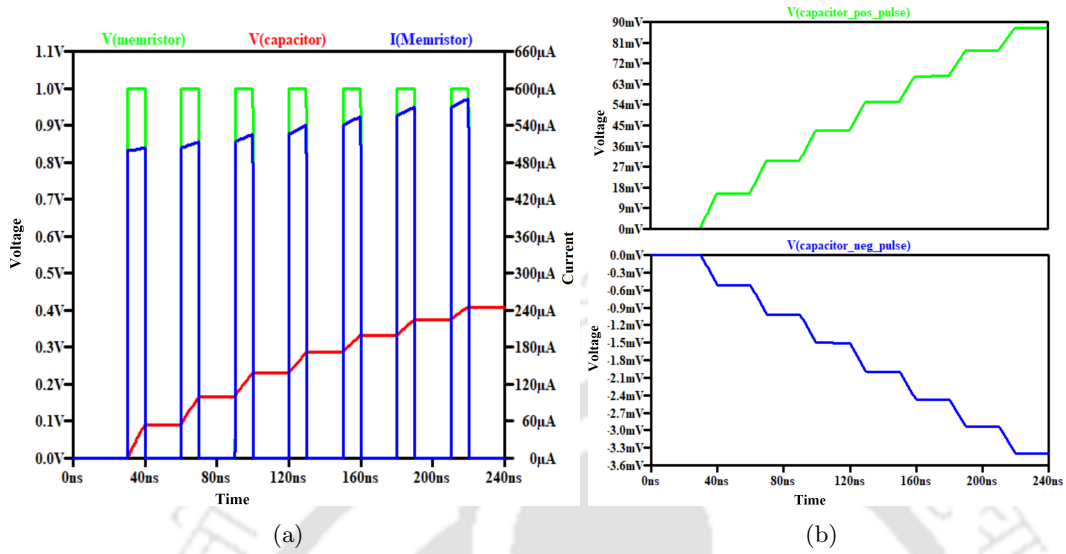 V(memristor) V(capacitor) I(Memristor)
1.1V 660µA
1.0V 600µA
0.9V 540µA
0.8V 480µA
0.7V 420µA
0.6V 360µA
0.5V 300µA
0.4V 240µA
0.3V 180µA
0.2V 120µA
0.1V 60µA
0.0V 0µA
0ns 40ns 80ns 120ns 160ns 200ns 240ns
Voltage
Current
Time
(a)
V(capacitor_pos_pulse)
90mV
81mV
72mV
63mV
54mV
45mV
36mV
27mV
18mV
9mV
0mV
Voltage
V(capacitor_neg_pulse)
0.0mV
-0.3mV
-0.6mV
-0.9mV
-1.2mV
-1.5mV
-1.8mV
-2.1mV
-2.4mV
-2.7mV
-3.0mV
-3.3mV
-3.6mV
Voltage
0ns 40ns 80ns 120ns 160ns 200ns 240ns
Time
(b)